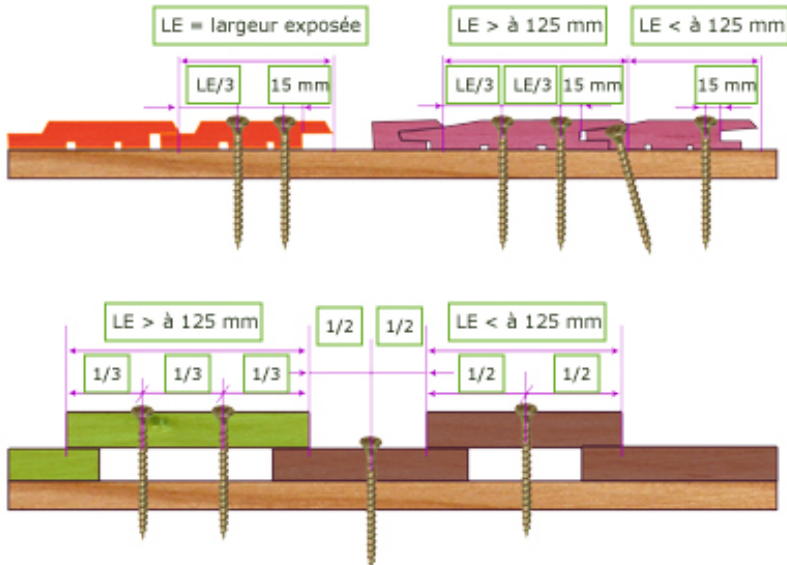 LE = largeur exposée
LE > à 125 mm
LE < à 125 mm
LE/3
15 mm
LE/3
LE/3
15 mm
15 mm
LE > à 125 mm
1/2
1/2
LE < à 125 mm
1/3
1/3
1/3
1/2
1/2